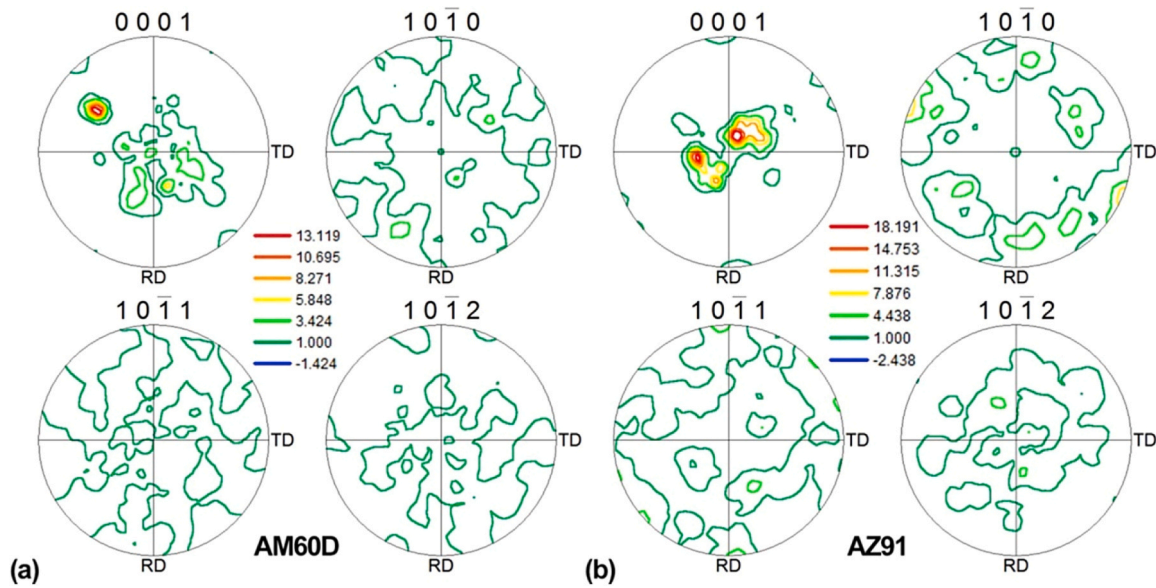 0 0 0 1
1 0 1̅ 0
0 0 0 1
1 0 1̅ 0
TD
TD
TD
TD
13.119
10.695
8.271
5.848
3.424
1.000
-1.424
18.191
14.753
11.315
7.876
4.438
1.000
-2.438
RD
RD
RD
RD
1 0 1̅ 1
1 0 1̅ 2
1 0 1̅ 1
1 0 1̅ 2
TD
TD
TD
TD
(a)
AM60D
(b)
AZ91
RD
RD
RD
RD